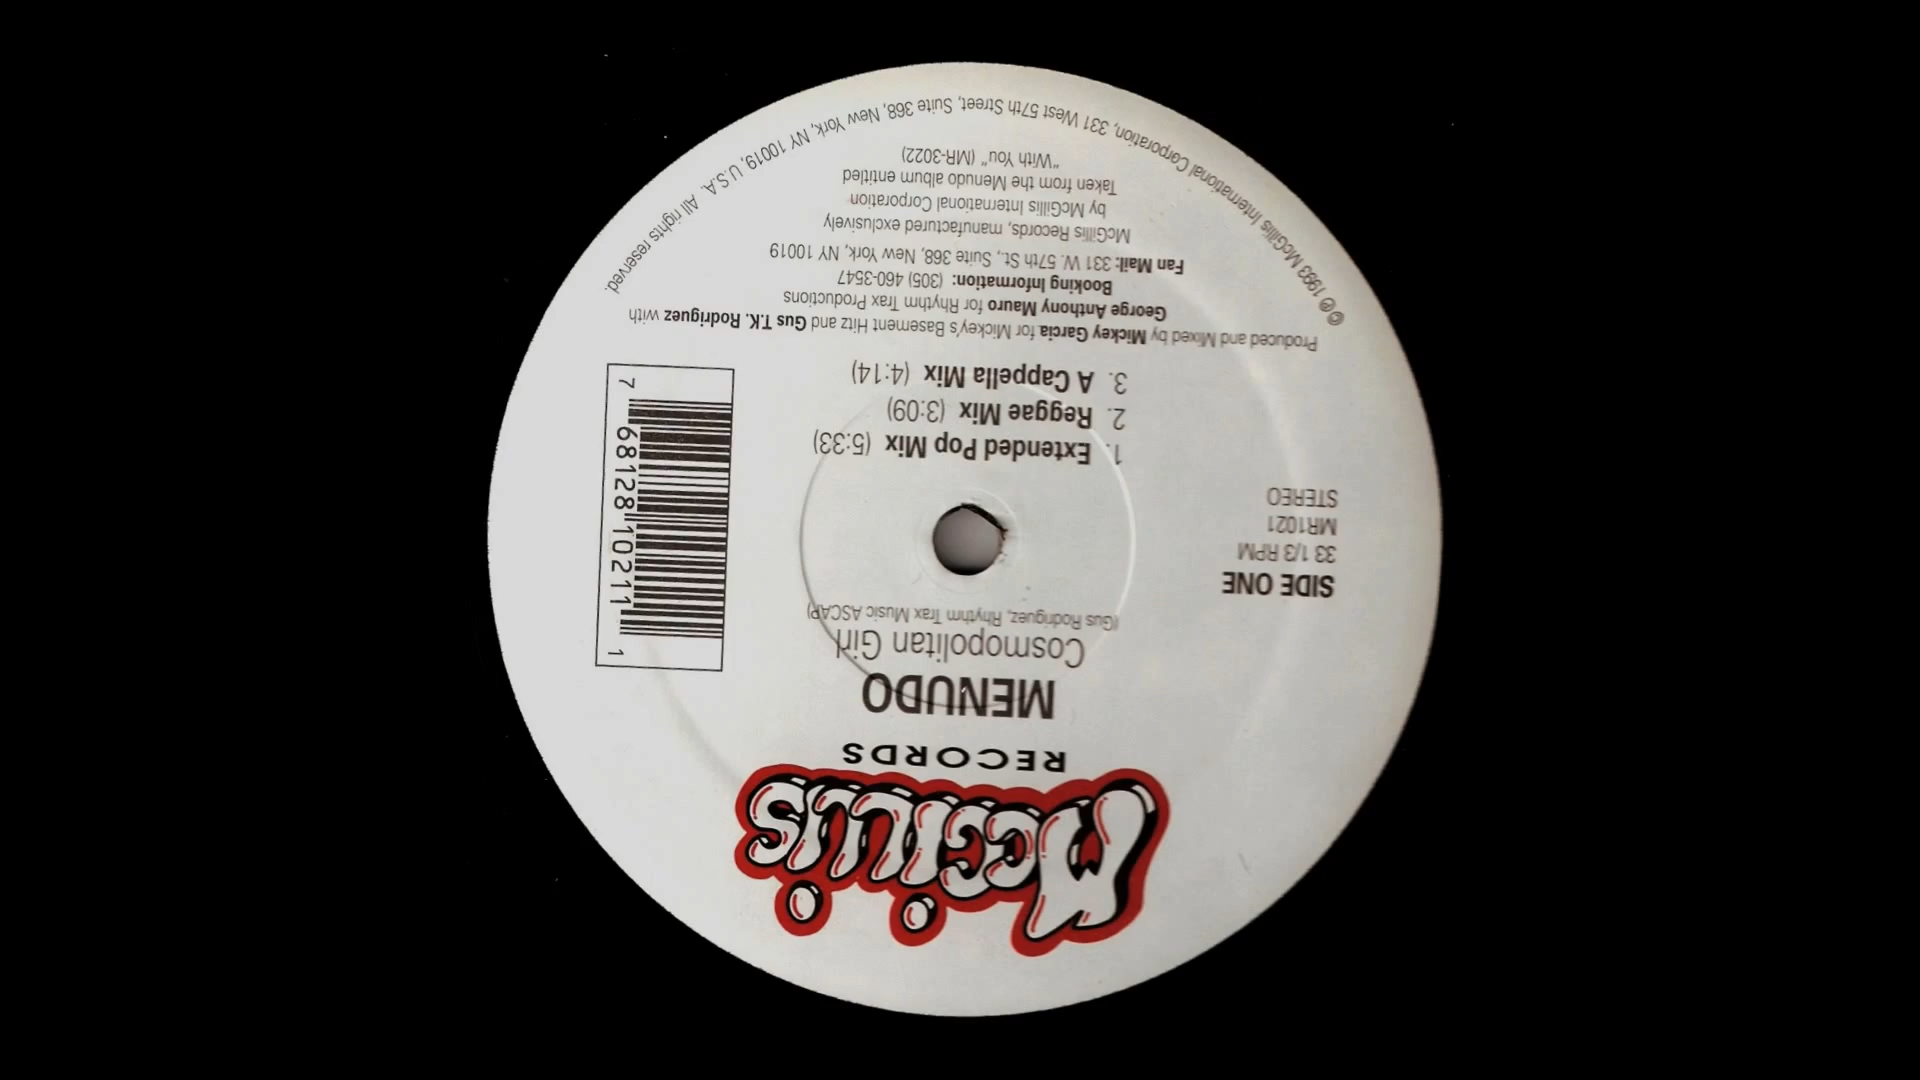 McGillis
RECORDS
MENUDO
Cosmopolitan Girl
(Gus Rodriguez, Rhythm Trax Music ASCAP)
SIDE ONE
33 1/3 RPM
MR1021
STEREO
7 68128 10211 1
1. Extended Pop Mix (5:33)
2. Reggae Mix (3:09)
3. A Cappella Mix (4:14)
Produced and Mixed by Mickey Garcia for Mickey's Basement Hitz and Gus T.K. Rodriguez with
George Anthony Mauro for Rhythm Trax Productions
Booking Information: (305) 460-3547
Fan Mail: 331 W. 57th St., Suite 368, New York, NY 10019
McGillis Records, manufactured exclusively
by McGillis International Corporation
Taken from the Menudo album entitled
"With You" (MR-3022)
© ℗ 1993 McGillis International Corporation, 331 West 57th Street, Suite 368, New York, NY 10019, U.S.A. All rights reserved.